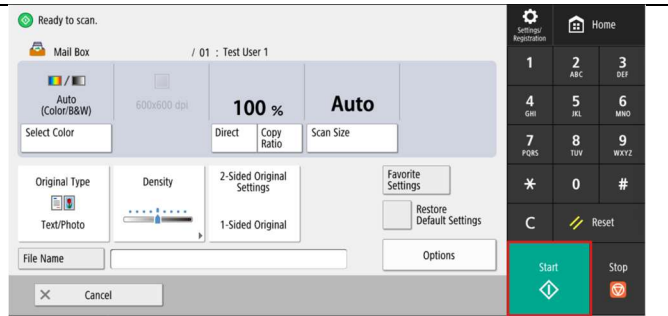 Ready to scan.
Mail Box / 01 : Test User 1
Auto
(Color/B&W)
600x600 dpi
100 %
Auto
Select Color
Direct
Copy
Ratio
Scan Size
Original Type
Text/Photo
Density
2-Sided Original
Settings
1-Sided Original
Favorite
Settings
Restore
Default Settings
File Name
Options
Cancel
Settings/
Registration
Home
1
2
ABC
3
DEF
4
GHI
5
JKL
6
MNO
7
PQRS
8
TUV
9
WXYZ
*
0
#
C
Reset
Start
Stop